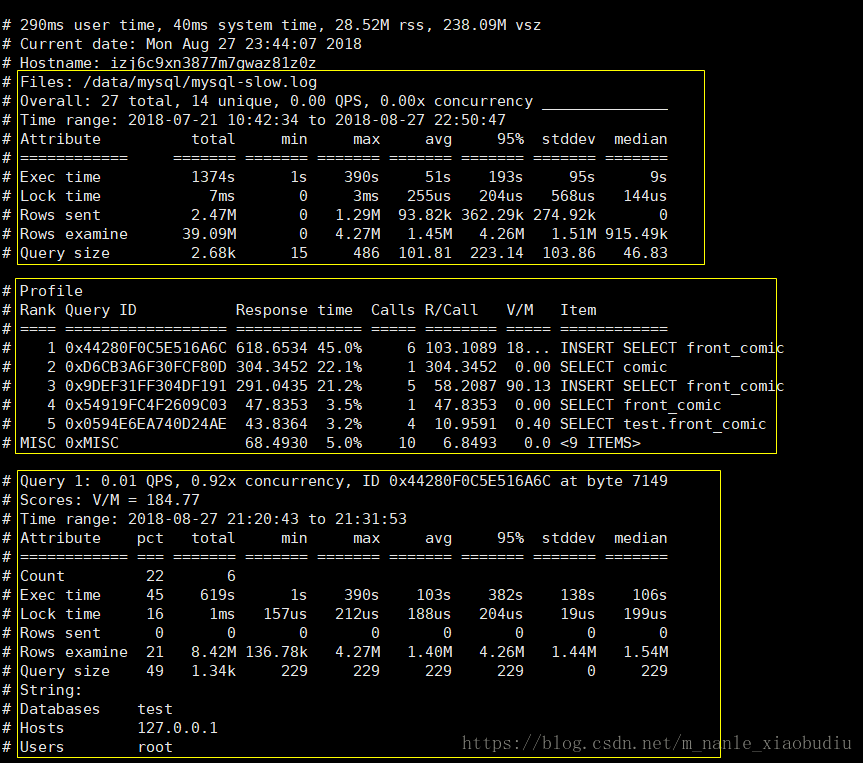 # 290ms user time, 40ms system time, 28.52M rss, 238.09M vsz
# Current date: Mon Aug 27 23:44:07 2018
# Hostname: izj6c9xn3877m7gwaz81z0z
# Files: /data/mysql/mysql-slow.log
# Overall: 27 total, 14 unique, 0.00 QPS, 0.00x concurrency ______________
# Time range: 2018-07-21 10:42:34 to 2018-08-27 22:50:47
# Attribute          total     min     max     avg     95%  stddev  median
# ============     ======= ======= ======= ======= ======= ======= =======
# Exec time          1374s      1s    390s     51s    193s     95s      9s
# Lock time            7ms       0     3ms   255us   204us   568us   144us
# Rows sent          2.47M       0   1.29M  93.82k 362.29k 274.92k       0
# Rows examine      39.09M       0   4.27M   1.45M   4.26M   1.51M 915.49k
# Query size         2.68k      15     486  101.81  223.14  103.86   46.83
# Profile
# Rank Query ID           Response time  Calls R/Call   V/M   Item
# ==== ================== ============== ===== ======== ===== ============
#    1 0x44280F0C5E516A6C 618.6534 45.0%     6 103.1089 18... INSERT SELECT front_comic
#    2 0xD6CB3A6F30FCF80D 304.3452 22.1%     1 304.3452  0.00 SELECT comic
#    3 0x9DEF31FF304DF191 291.0435 21.2%     5  58.2087 90.13 INSERT SELECT front_comic
#    4 0x54919FC4F2609C03  47.8353  3.5%     1  47.8353  0.00 SELECT front_comic
#    5 0x0594E6EA740D24AE  43.8364  3.2%     4  10.9591  0.40 SELECT test.front_comic
# MISC 0xMISC              68.4930  5.0%    10   6.8493   0.0 <9 ITEMS>
# Query 1: 0.01 QPS, 0.92x concurrency, ID 0x44280F0C5E516A6C at byte 7149
# Scores: V/M = 184.77
# Time range: 2018-08-27 21:20:43 to 21:31:53
# Attribute    pct   total     min     max     avg     95%  stddev  median
# ============ === ======= ======= ======= ======= ======= ======= =======
# Count         22       6
# Exec time     45    619s      1s    390s    103s    382s    138s    106s
# Lock time     16     1ms   157us   212us   188us   204us    19us   199us
# Rows sent      0       0       0       0       0       0       0       0
# Rows examine  21   8.42M 136.78k   4.27M   1.40M   4.26M   1.44M   1.54M
# Query size    49   1.34k     229     229     229     229       0     229
# String:
# Databases    test
# Hosts        127.0.0.1
# Users        root
https://blog.csdn.net/m_nanle_xiaobudiu